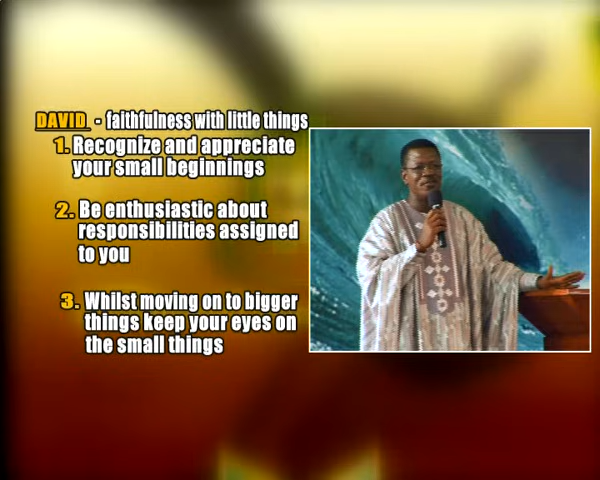 DAVID - faithfulness with little things
1. Recognize and appreciate
your small beginnings
2. Be enthusiastic about
responsibilities assigned
to you
3. Whilst moving on to bigger
things keep your eyes on
the small things